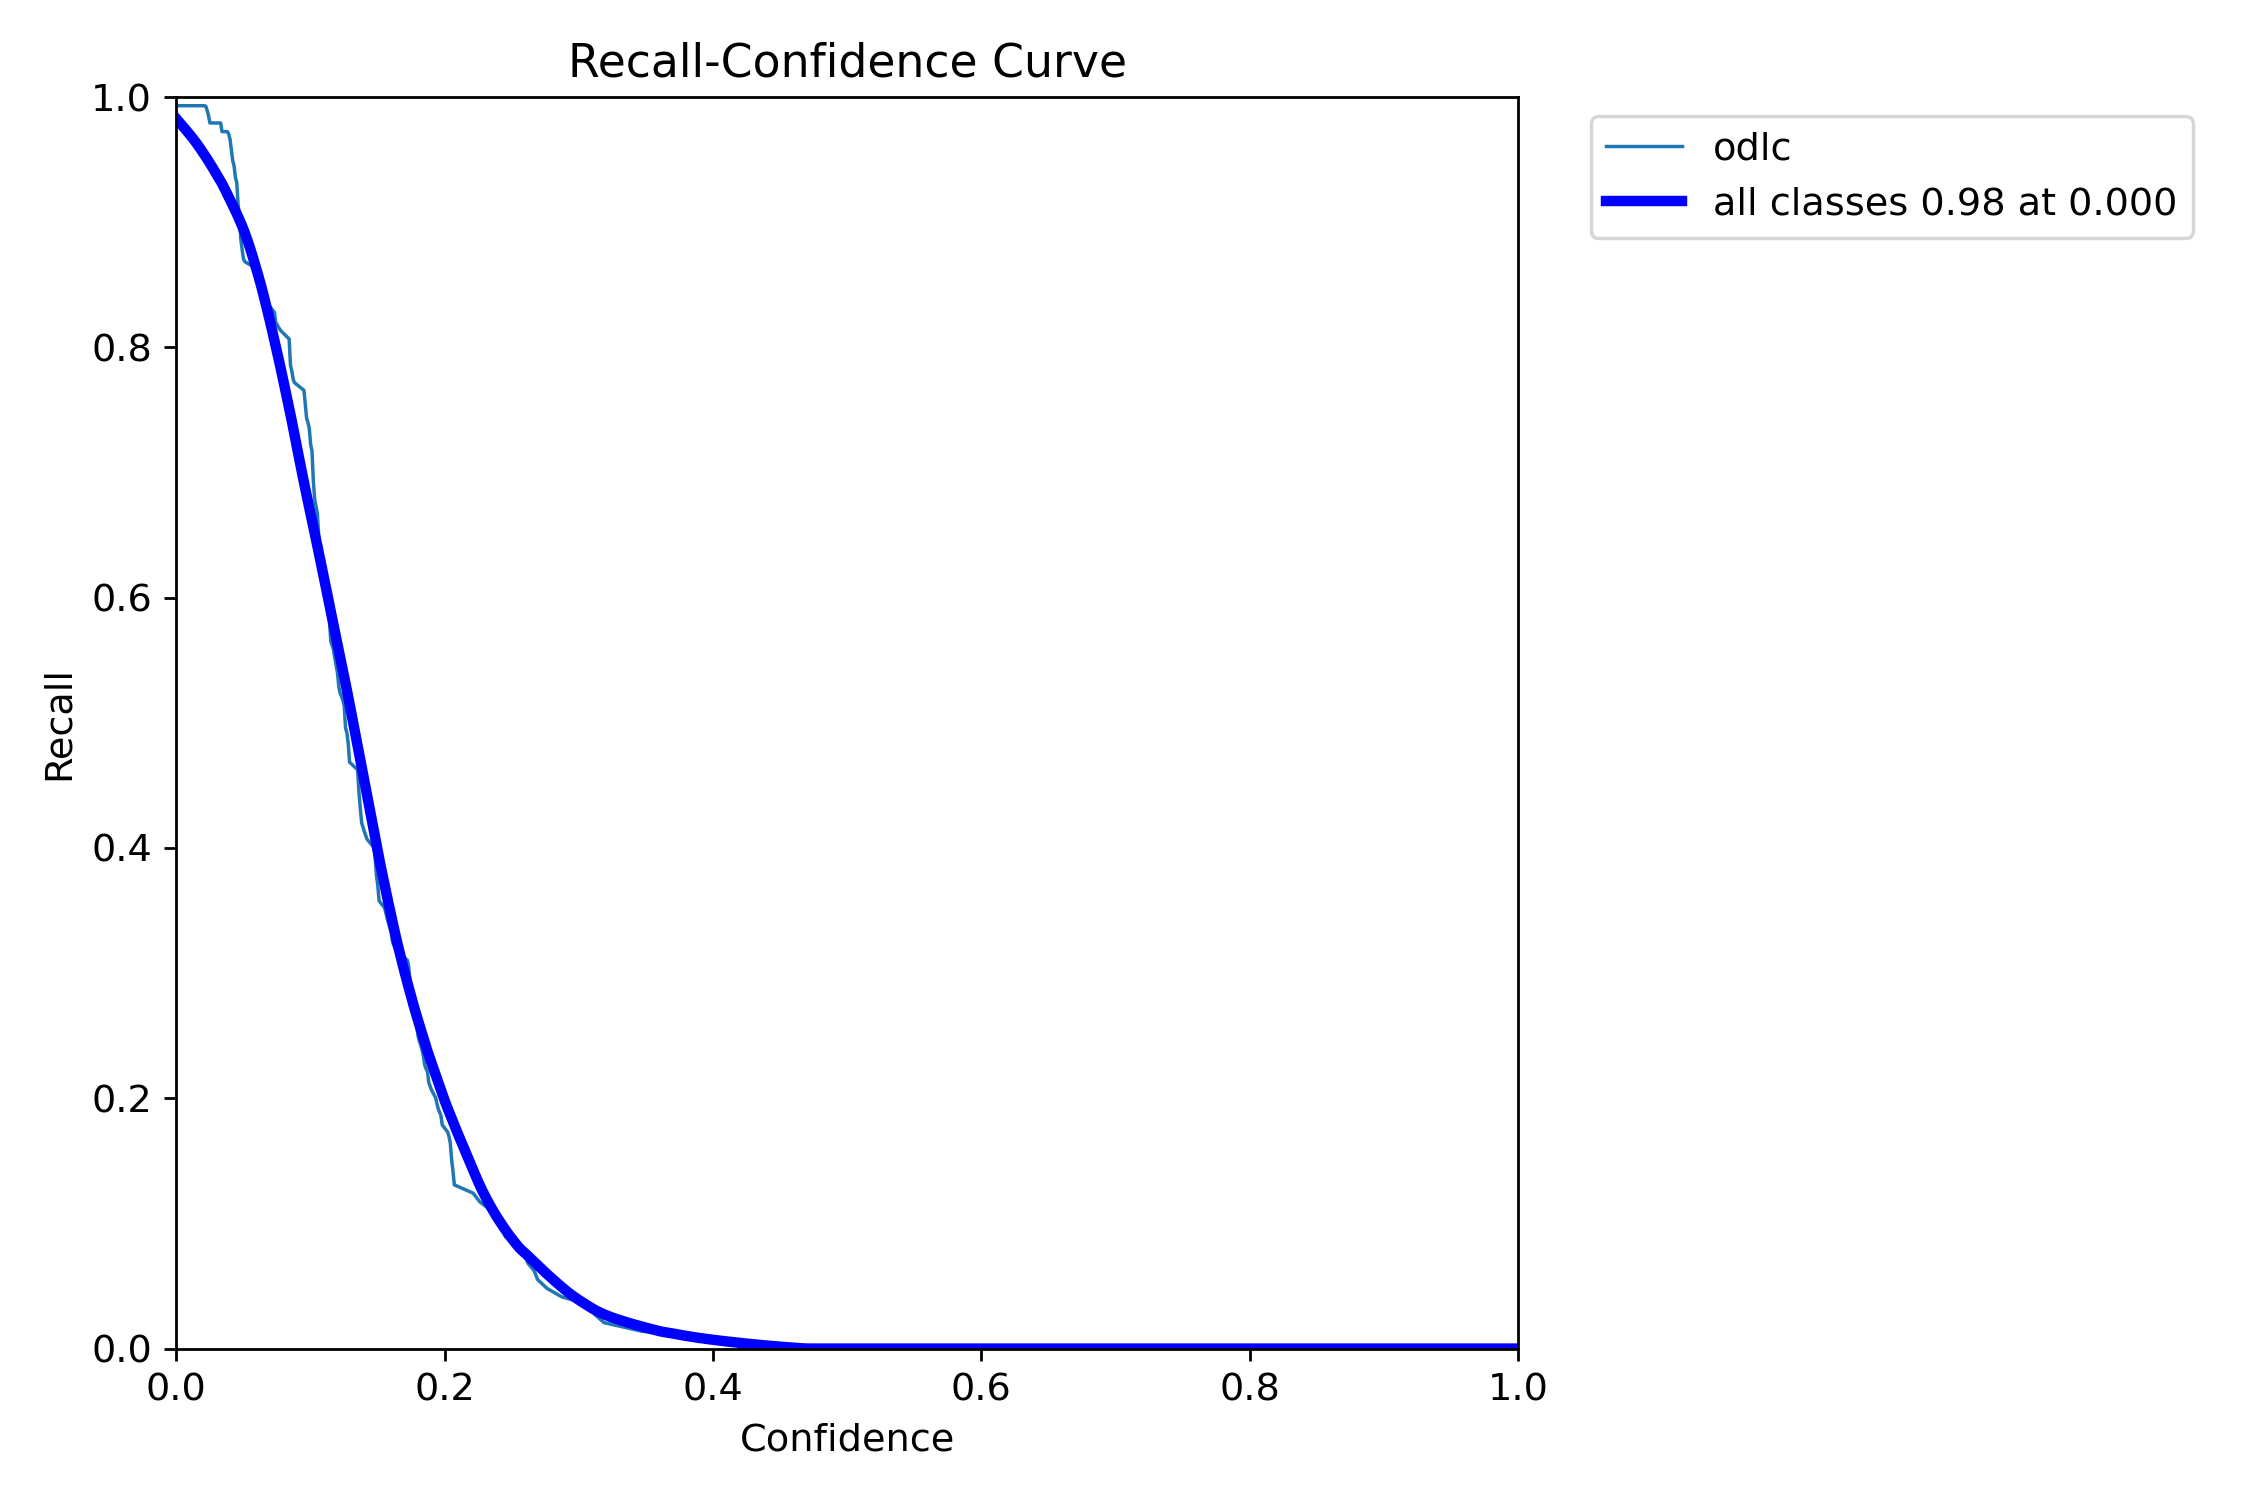 Recall-Confidence Curve
1.0
0.8
0.6
0.4
0.2
0.0
Recall
0.0 0.2 0.4 0.6 0.8 1.0
Confidence
odlc
all classes 0.98 at 0.000